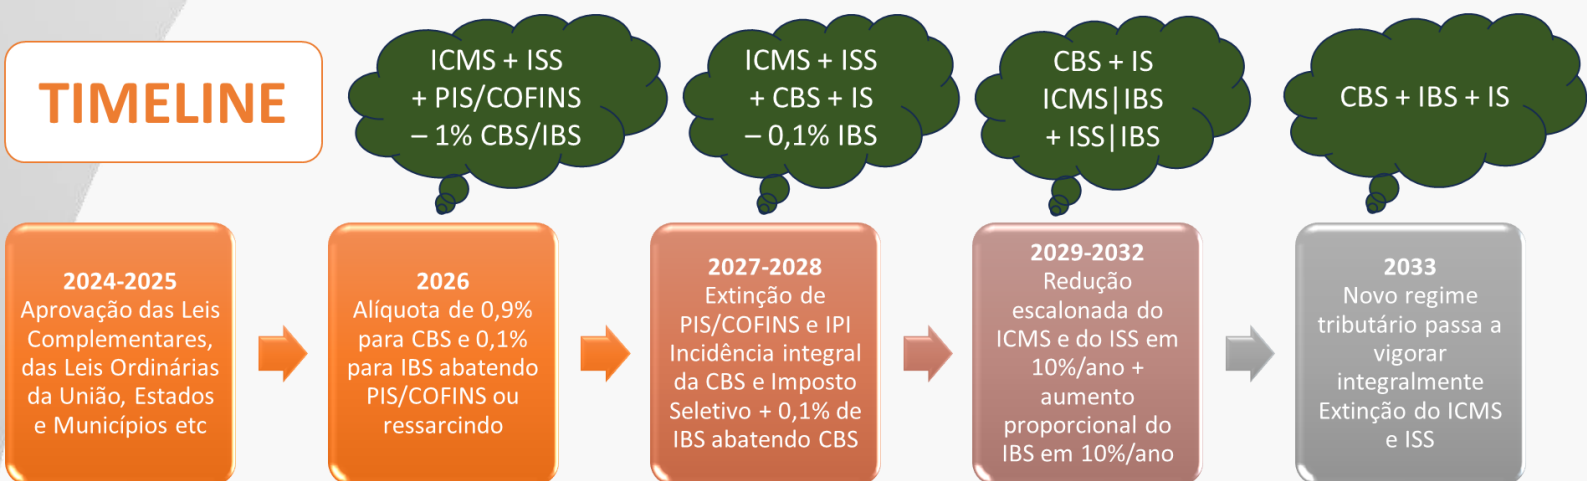 TIMELINE
ICMS + ISS
+ PIS/COFINS
– 1% CBS/IBS
ICMS + ISS
+ CBS + IS
– 0,1% IBS
CBS + IS
ICMS|IBS
+ ISS|IBS
CBS + IBS + IS
2024-2025
Aprovação das Leis
Complementares,
das Leis Ordinárias
da União, Estados
e Municípios etc
2026
Alíquota de 0,9%
para CBS e 0,1%
para IBS abatendo
PIS/COFINS ou
ressarcindo
2027-2028
Extinção de
PIS/COFINS e IPI
Incidência integral
da CBS e Imposto
Seletivo + 0,1% de
IBS abatendo CBS
2029-2032
Redução
escalonada do
ICMS e do ISS em
10%/ano +
aumento
proporcional do
IBS em 10%/ano
2033
Novo regime
tributário passa a
vigorar
integralmente
Extinção do ICMS
e ISS